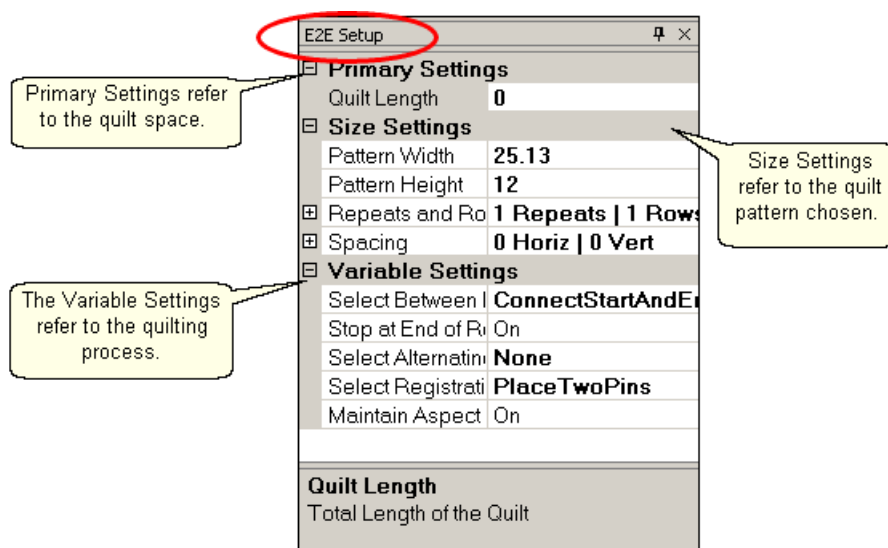 E2E Setup
Primary Settings
Quilt Length 0
Size Settings
Pattern Width 25.13
Pattern Height 12
Repeats and Ro 1 Repeats | 1 Rows
Spacing 0 Horiz | 0 Vert
Variable Settings
Select Between ConnectStartAndEn
Stop at End of R On
Select Alternatin None
Select Registrati PlaceTwoPins
Maintain Aspect On
Quilt Length
Total Length of the Quilt
Primary Settings refer
to the quilt space.
The Variable Settings
refer to the quilting
process.
Size Settings
refer to the quilt
pattern chosen.